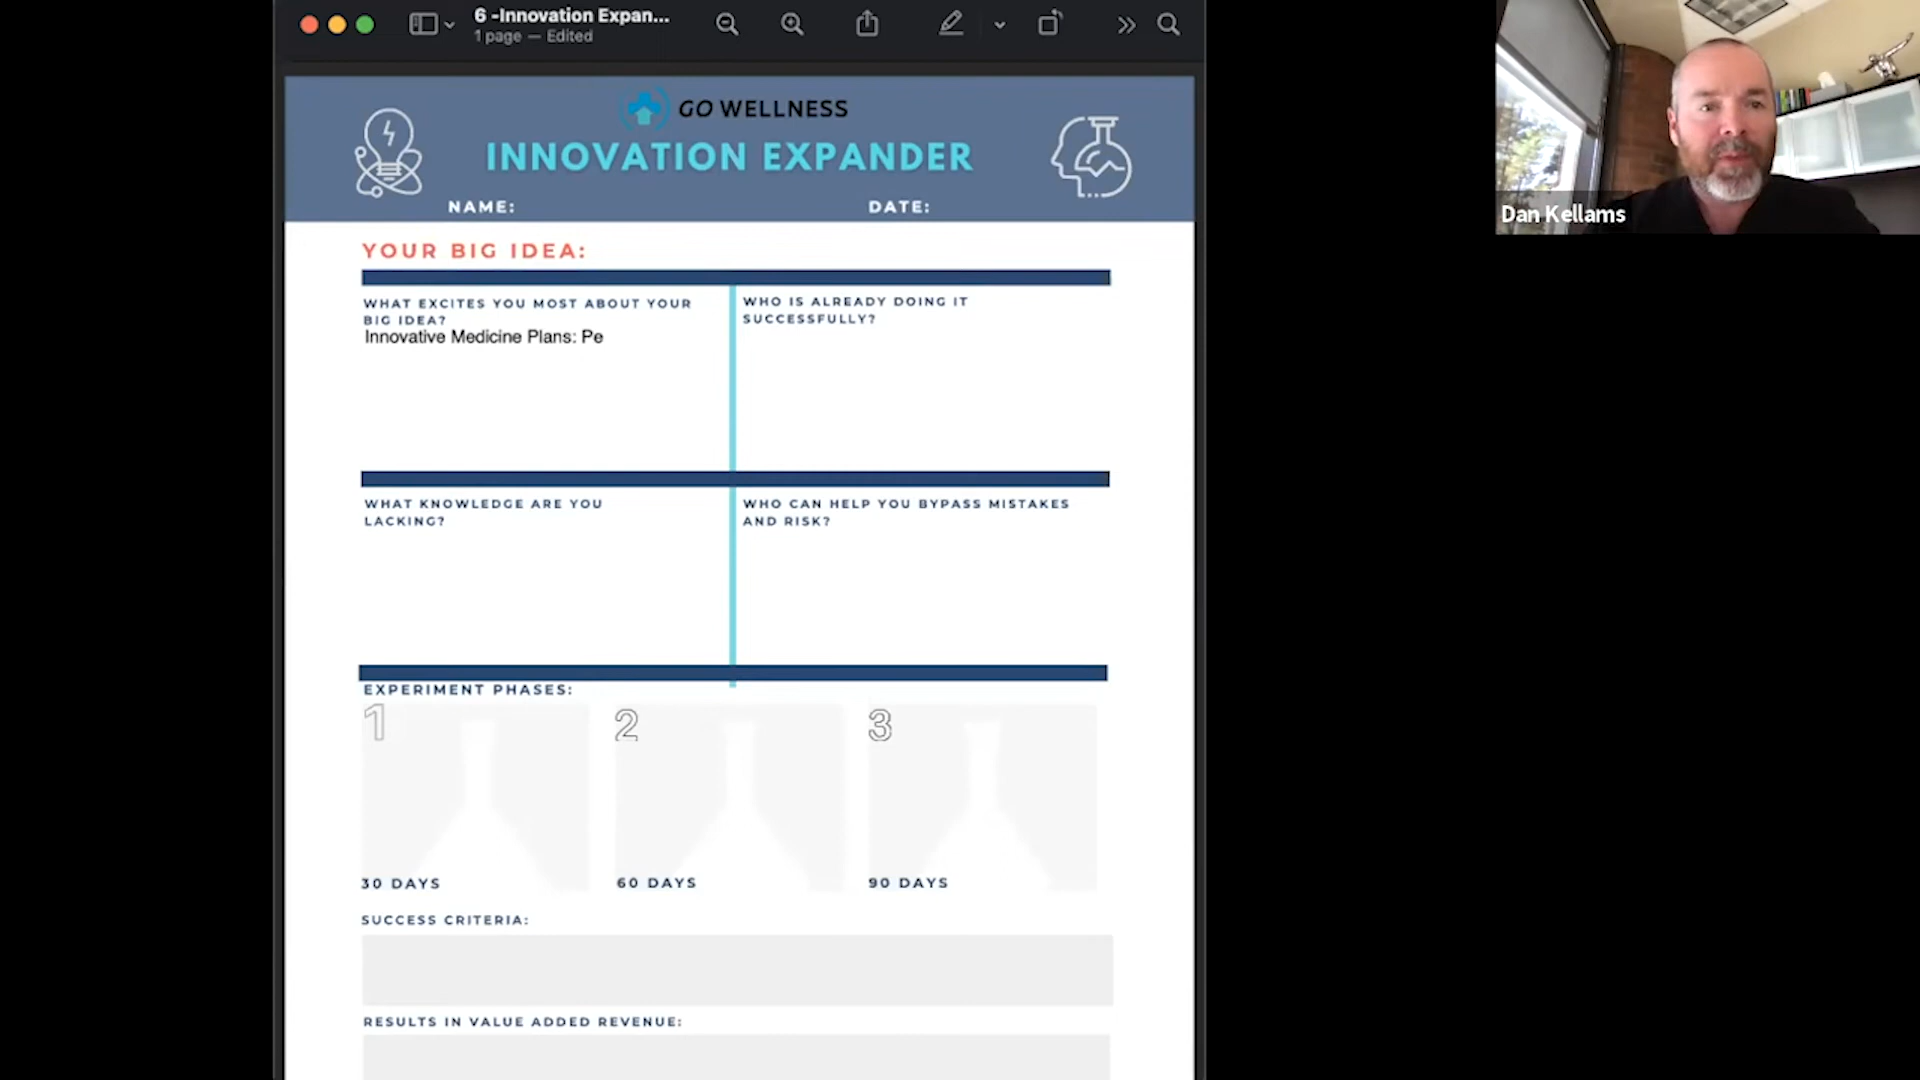 6 -Innovation Expan...
1 page — Edited
GO WELLNESS
INNOVATION EXPANDER
NAME:
DATE:
Dan Kellams
YOUR BIG IDEA:
WHAT EXCITES YOU MOST ABOUT YOUR
BIG IDEA?
Innovative Medicine Plans: Pe
WHO IS ALREADY DOING IT
SUCCESSFULLY?
WHAT KNOWLEDGE ARE YOU
LACKING?
WHO CAN HELP YOU BYPASS MISTAKES
AND RISK?
EXPERIMENT PHASES:
1
2
3
30 DAYS
60 DAYS
90 DAYS
SUCCESS CRITERIA:
RESULTS IN VALUE ADDED REVENUE: